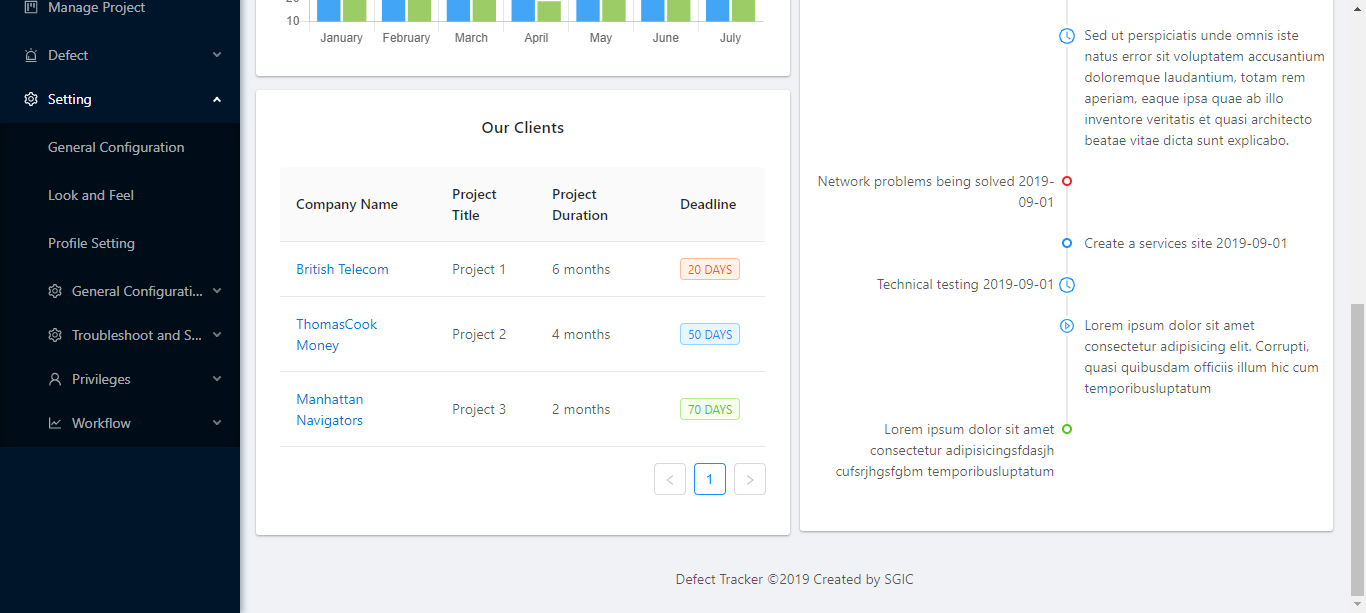 Manage Project
Defect
Setting
General Configuration
Look and Feel
Profile Setting
General Configurati...
Troubleshoot and S...
Privileges
Workflow
10
January February March April May June July
Our Clients
Company Name Project Title Project Duration Deadline
British Telecom Project 1 6 months 20 DAYS
ThomasCook Money Project 2 4 months 50 DAYS
Manhattan Navigators Project 3 2 months 70 DAYS
1
Sed ut perspiciatis unde omnis iste
natus error sit voluptatem accusantium
doloremque laudantium, totam rem
aperiam, eaque ipsa quae ab illo
inventore veritatis et quasi architecto
beatae vitae dicta sunt explicabo.
Network problems being solved 2019-
09-01
Create a services site 2019-09-01
Technical testing 2019-09-01
Lorem ipsum dolor sit amet
consectetur adipisicing elit. Corrupti,
quasi quibusdam officiis illum hic cum
temporibusluptatum
Lorem ipsum dolor sit amet
consectetur adipisicingsfdasjh
cufsrjhgsfgbm temporibusluptatum
Defect Tracker ©2019 Created by SGIC